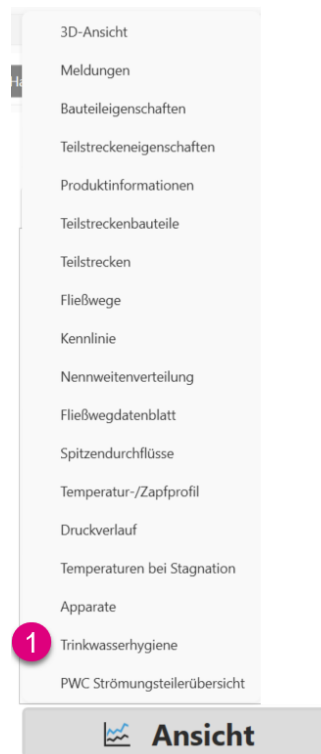 3D-Ansicht
Meldungen
Ha
Bauteileigenschaften
Teilstreckeneigenschaften
Produktinformationen
Teilstreckenbauteile
Teilstrecken
Fließwege
Kennlinie
Nennweitenverteilung
Fließwegdatenblatt
Spitzendurchflüsse
Temperatur-/Zapfprofil
Druckverlauf
Temperaturen bei Stagnation
Apparate
1 Trinkwasserhygiene
PWC Strömungsteilerübersicht
Ansicht